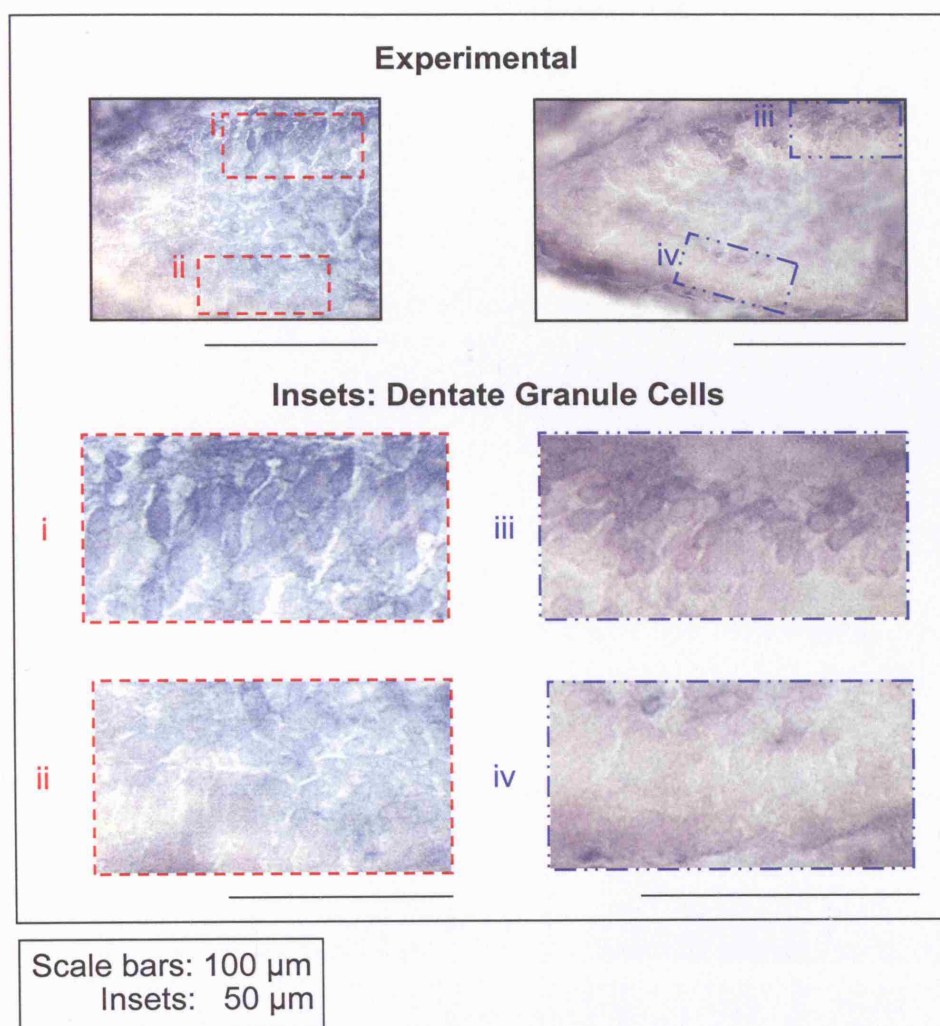 Experimental
i
iii
ii
iv
Insets: Dentate Granule Cells
i
iii
ii
iv
Scale bars: 100 µm
Insets: 50 µm